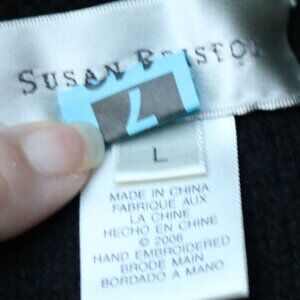 SUSAN BRISTOL
L
L
MADE IN CHINA
FABRIQUE AUX
LA CHINE
HECHO EN CHINE
© 2006
HAND EMBROIDERED
BRODE MAIN
BORDADO A MANO